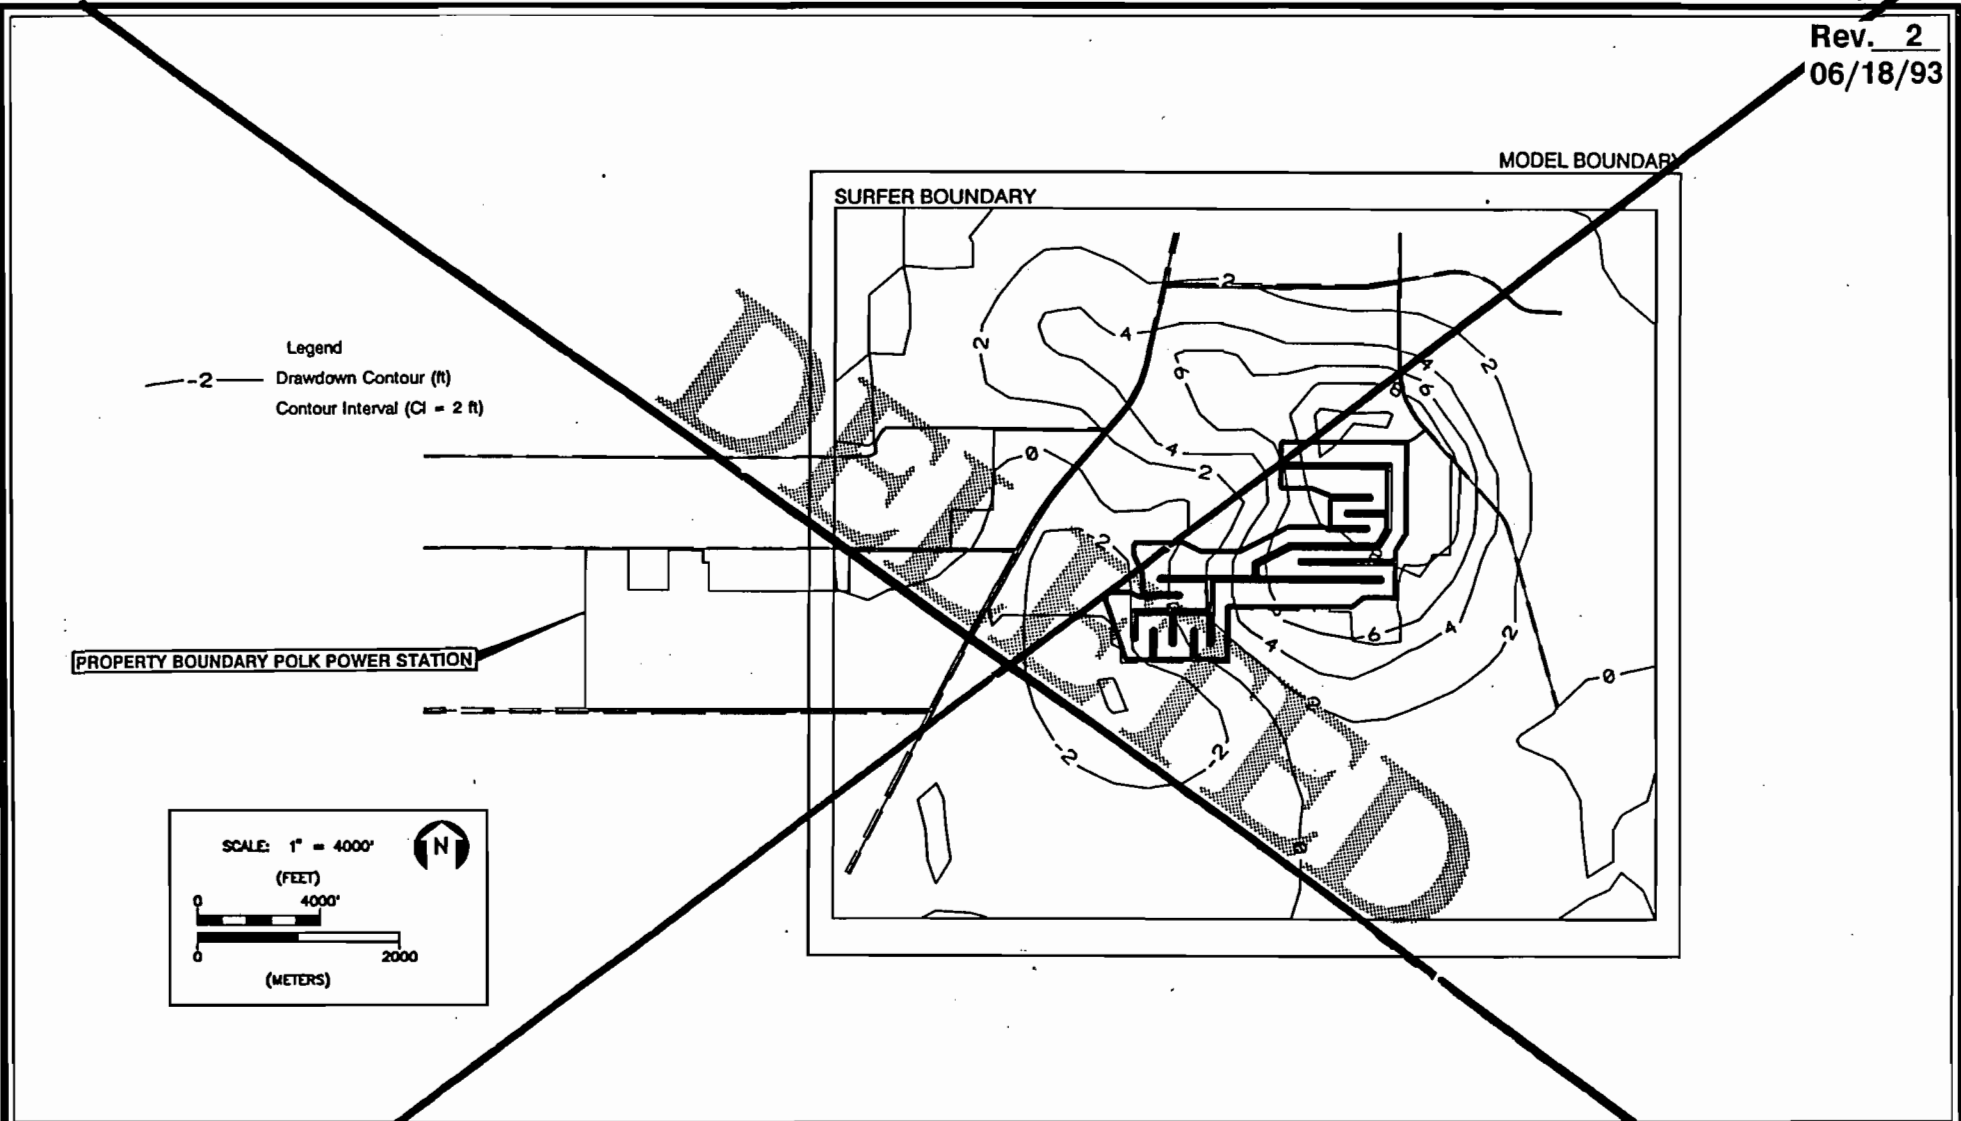 Rev. 2
06/18/93
MODEL BOUNDARY
SURFER BOUNDARY
2
2
4
2
6
4
6
8
4
0
2
2
8
6
4
4
2
0
2
-2
-2
0
Legend
-2 Drawdown Contour (ft)
Contour Interval (CI = 2 ft)
PROPERTY BOUNDARY POLK POWER STATION
DELETED
SCALE: 1" = 4000'
N
(FEET)
0 4000'
0 2000
(METERS)